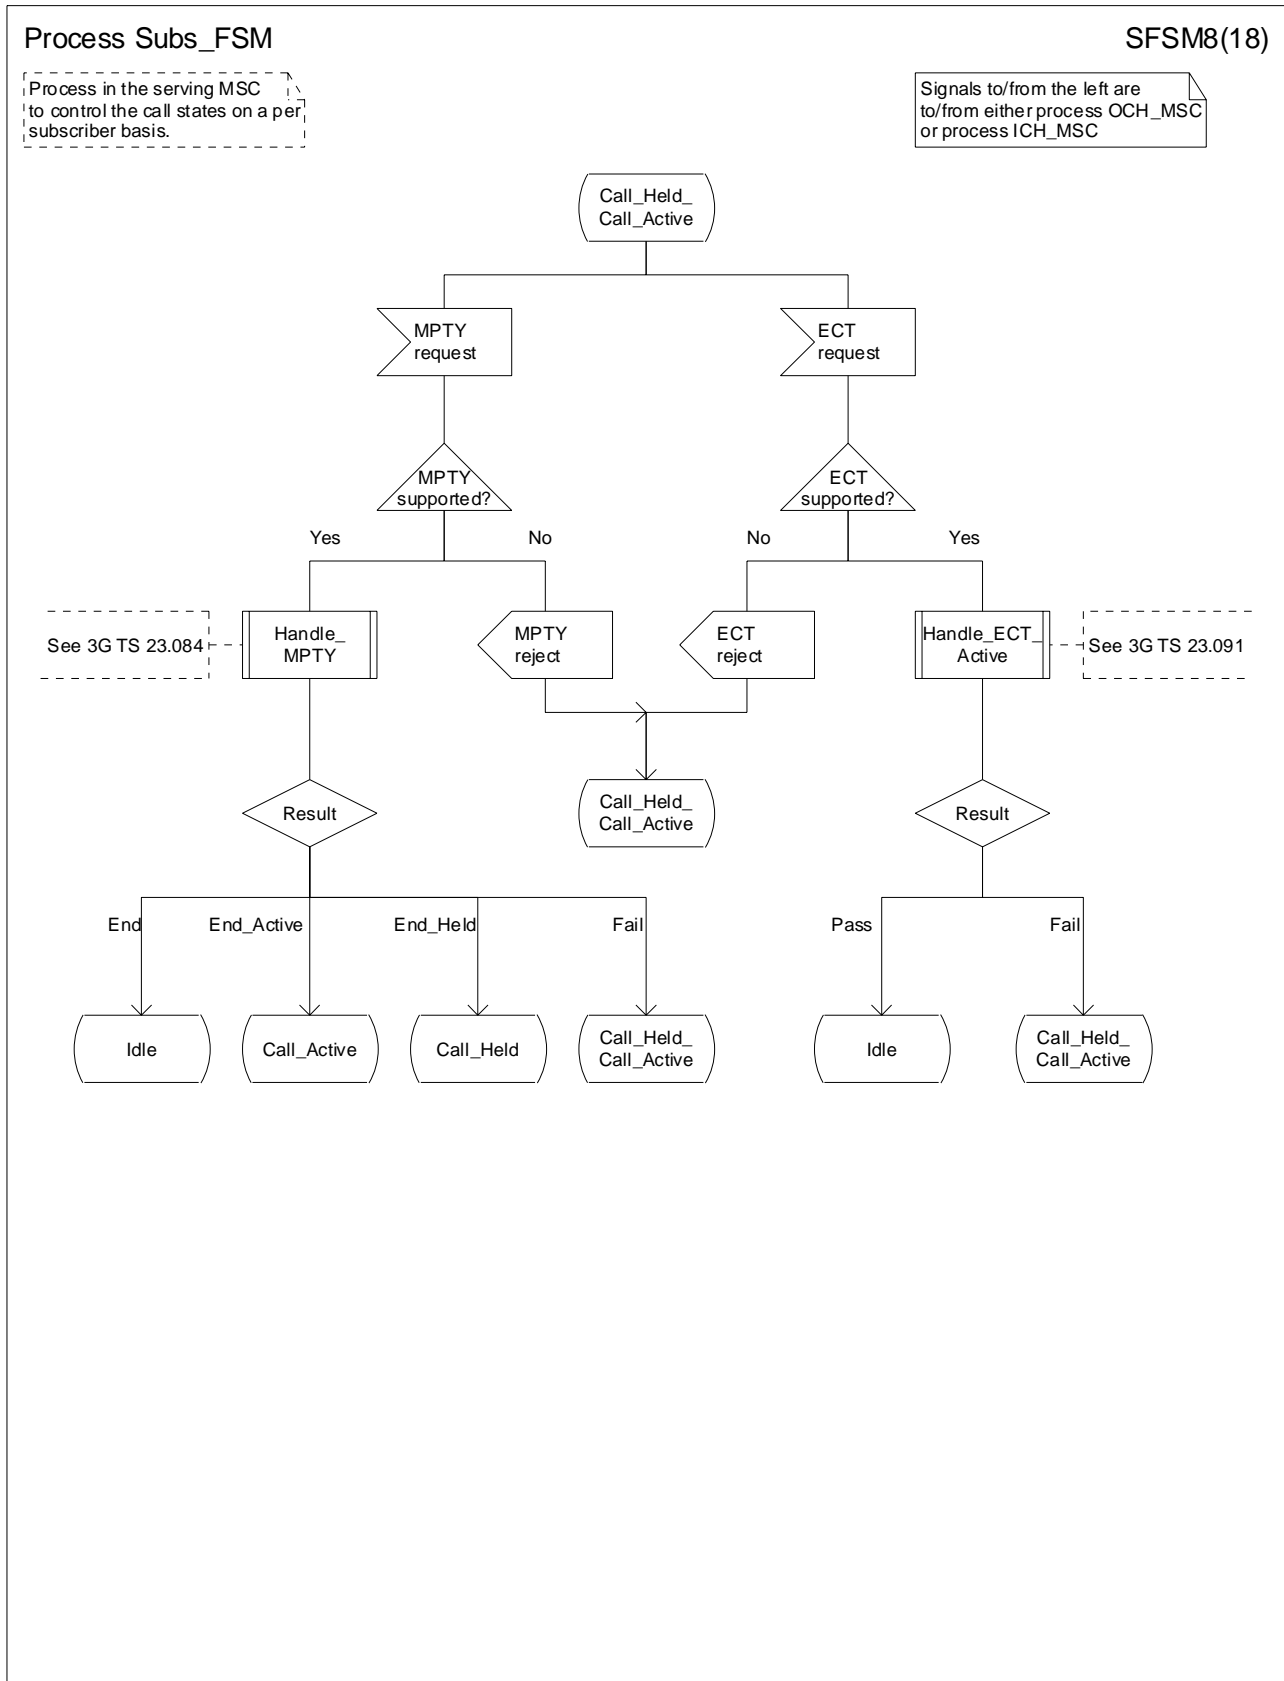 Process Subs_FSM
SFSM8(18)
Process in the serving MSC
to control the call states on a per
subscriber basis.
Signals to/from the left are
to/from either process OCH_MSC
or process ICH_MSC
Call_Held_
Call_Active
MPTY
request
ECT
request
MPTY
supported?
ECT
supported?
Yes
No
No
Yes
See 3G TS 23.084
Handle_
MPTY
MPTY
reject
ECT
reject
Handle_ECT_
Active
See 3G TS 23.091
Result
Call_Held_
Call_Active
Result
End
End_Active
End_Held
Fail
Pass
Fail
Idle
Call_Active
Call_Held
Call_Held_
Call_Active
Idle
Call_Held_
Call_Active